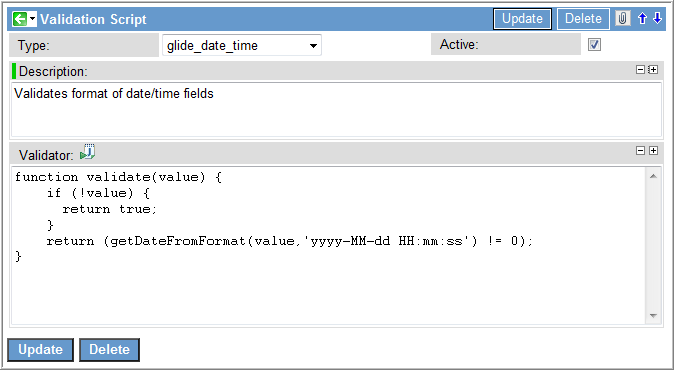 Validation Script
Update
Delete
Type:
glide_date_time
Active:
Description:
Validates format of date/time fields
Validator:
function validate(value) {
    if (!value) {
      return true;
    }
    return (getDateFromFormat(value,'yyyy-MM-dd HH:mm:ss') != 0);
}
Update
Delete